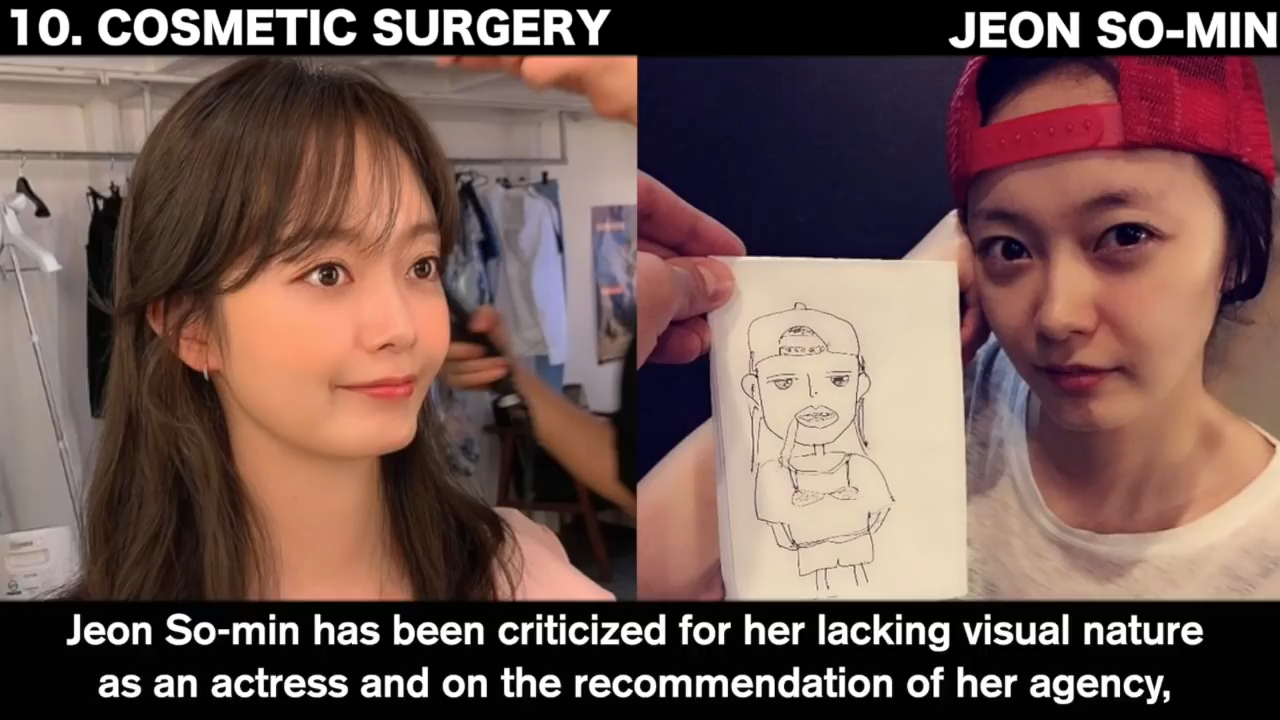 10. COSMETIC SURGERY
JEON SO-MIN
Jeon So-min has been criticized for her lacking visual nature
as an actress and on the recommendation of her agency,